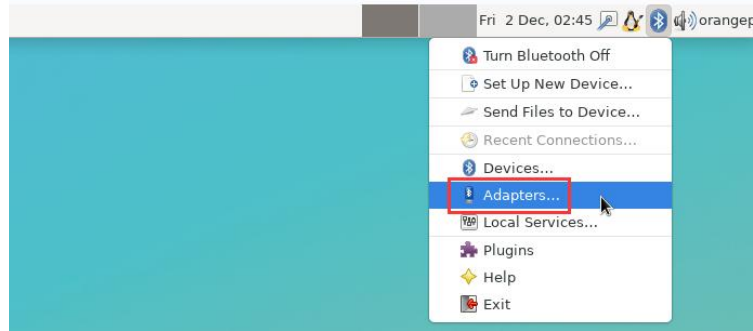 Fri 2 Dec, 02:45 orangep
Turn Bluetooth Off
Set Up New Device...
Send Files to Device...
Recent Connections...
Devices...
Adapters...
Local Services...
Plugins
Help
Exit